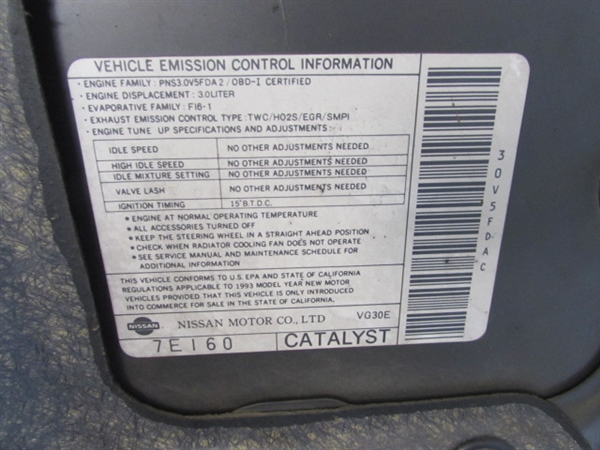 VEHICLE EMISSION CONTROL INFORMATION
• ENGINE FAMILY : PNS3.0V5FDA2 / OBD-I CERTIFIED
• ENGINE DISPLACEMENT : 3.0LITER
• EVAPORATIVE FAMILY : FI6-1
• EXHAUST EMISSION CONTROL TYPE : TWC/HO2S/EGR/SMPI
• ENGINE TUNE UP SPECIFICATIONS AND ADJUSTMENTS :
IDLE SPEED NO OTHER ADJUSTMENTS NEEDED
HIGH IDLE SPEED NO OTHER ADJUSTMENTS NEEDED
IDLE MIXTURE SETTING NO OTHER ADJUSTMENTS NEEDED
VALVE LASH NO OTHER ADJUSTMENTS NEEDED
IGNITION TIMING 15°B.T.D.C.
• ENGINE AT NORMAL OPERATING TEMPERATURE
• ALL ACCESSORIES TURNED OFF
• KEEP THE STEERING WHEEL IN A STRAIGHT AHEAD POSITION
• CHECK WHEN RADIATOR COOLING FAN DOES NOT OPERATE
• SEE SERVICE MANUAL AND MAINTENANCE SCHEDULE FOR
ADDITIONAL INFORMATION
THIS VEHICLE CONFORMS TO U.S. EPA AND STATE OF CALIFORNIA
REGULATIONS APPLICABLE TO 1993 MODEL YEAR NEW MOTOR
VEHICLES PROVIDED THAT THIS VEHICLE IS ONLY INTRODUCED
INTO COMMERCE FOR SALE IN THE STATE OF CALIFORNIA.
NISSAN NISSAN MOTOR CO., LTD VG30E
7E160 CATALYST
30V5FDAC